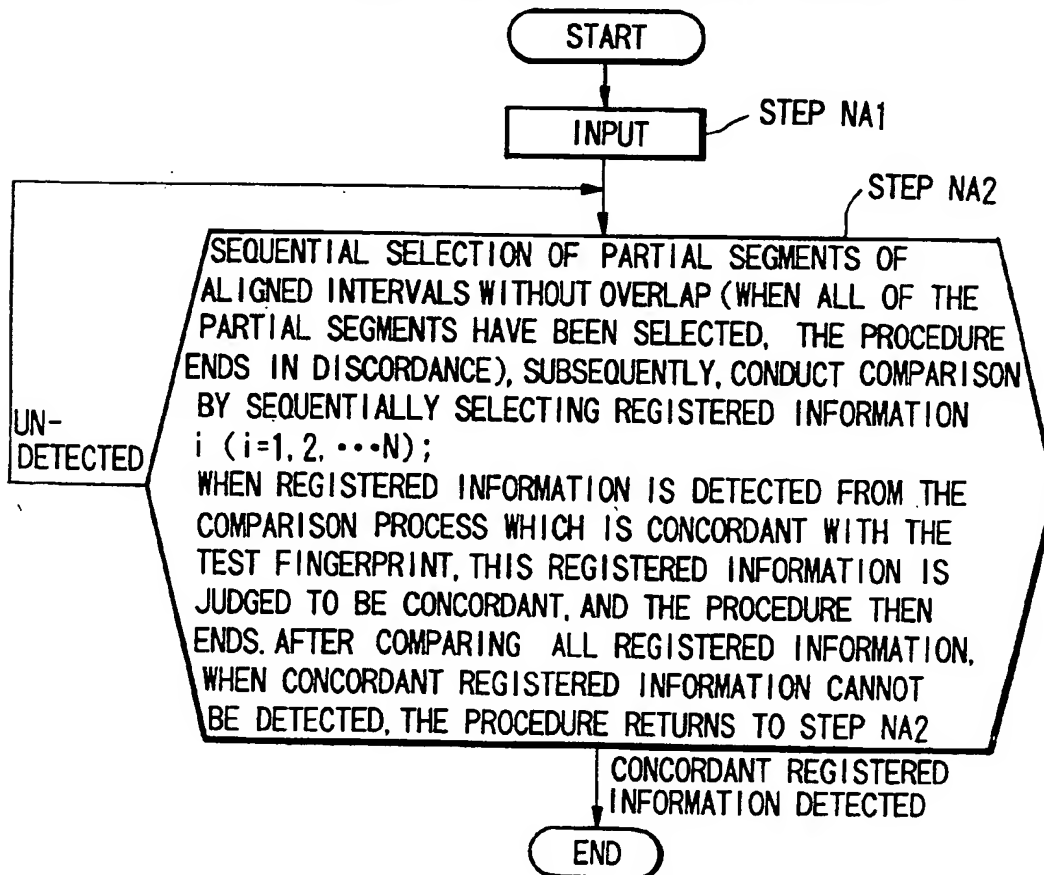 START
INPUT
STEP NA1
STEP NA2
SEQUENTIAL SELECTION OF PARTIAL SEGMENTS OF
ALIGNED INTERVALS WITHOUT OVERLAP (WHEN ALL OF THE
PARTIAL SEGMENTS HAVE BEEN SELECTED, THE PROCEDURE
ENDS IN DISCORDANCE), SUBSEQUENTLY, CONDUCT COMPARISON
BY SEQUENTIALLY SELECTING REGISTERED INFORMATION
i (i=1, 2, ···N);
WHEN REGISTERED INFORMATION IS DETECTED FROM THE
COMPARISON PROCESS WHICH IS CONCORDANT WITH THE
TEST FINGERPRINT, THIS REGISTERED INFORMATION IS
JUDGED TO BE CONCORDANT, AND THE PROCEDURE THEN
ENDS. AFTER COMPARING ALL REGISTERED INFORMATION,
WHEN CONCORDANT REGISTERED INFORMATION CANNOT
BE DETECTED, THE PROCEDURE RETURNS TO STEP NA2
UN-
DETECTED
CONCORDANT REGISTERED
INFORMATION DETECTED
END